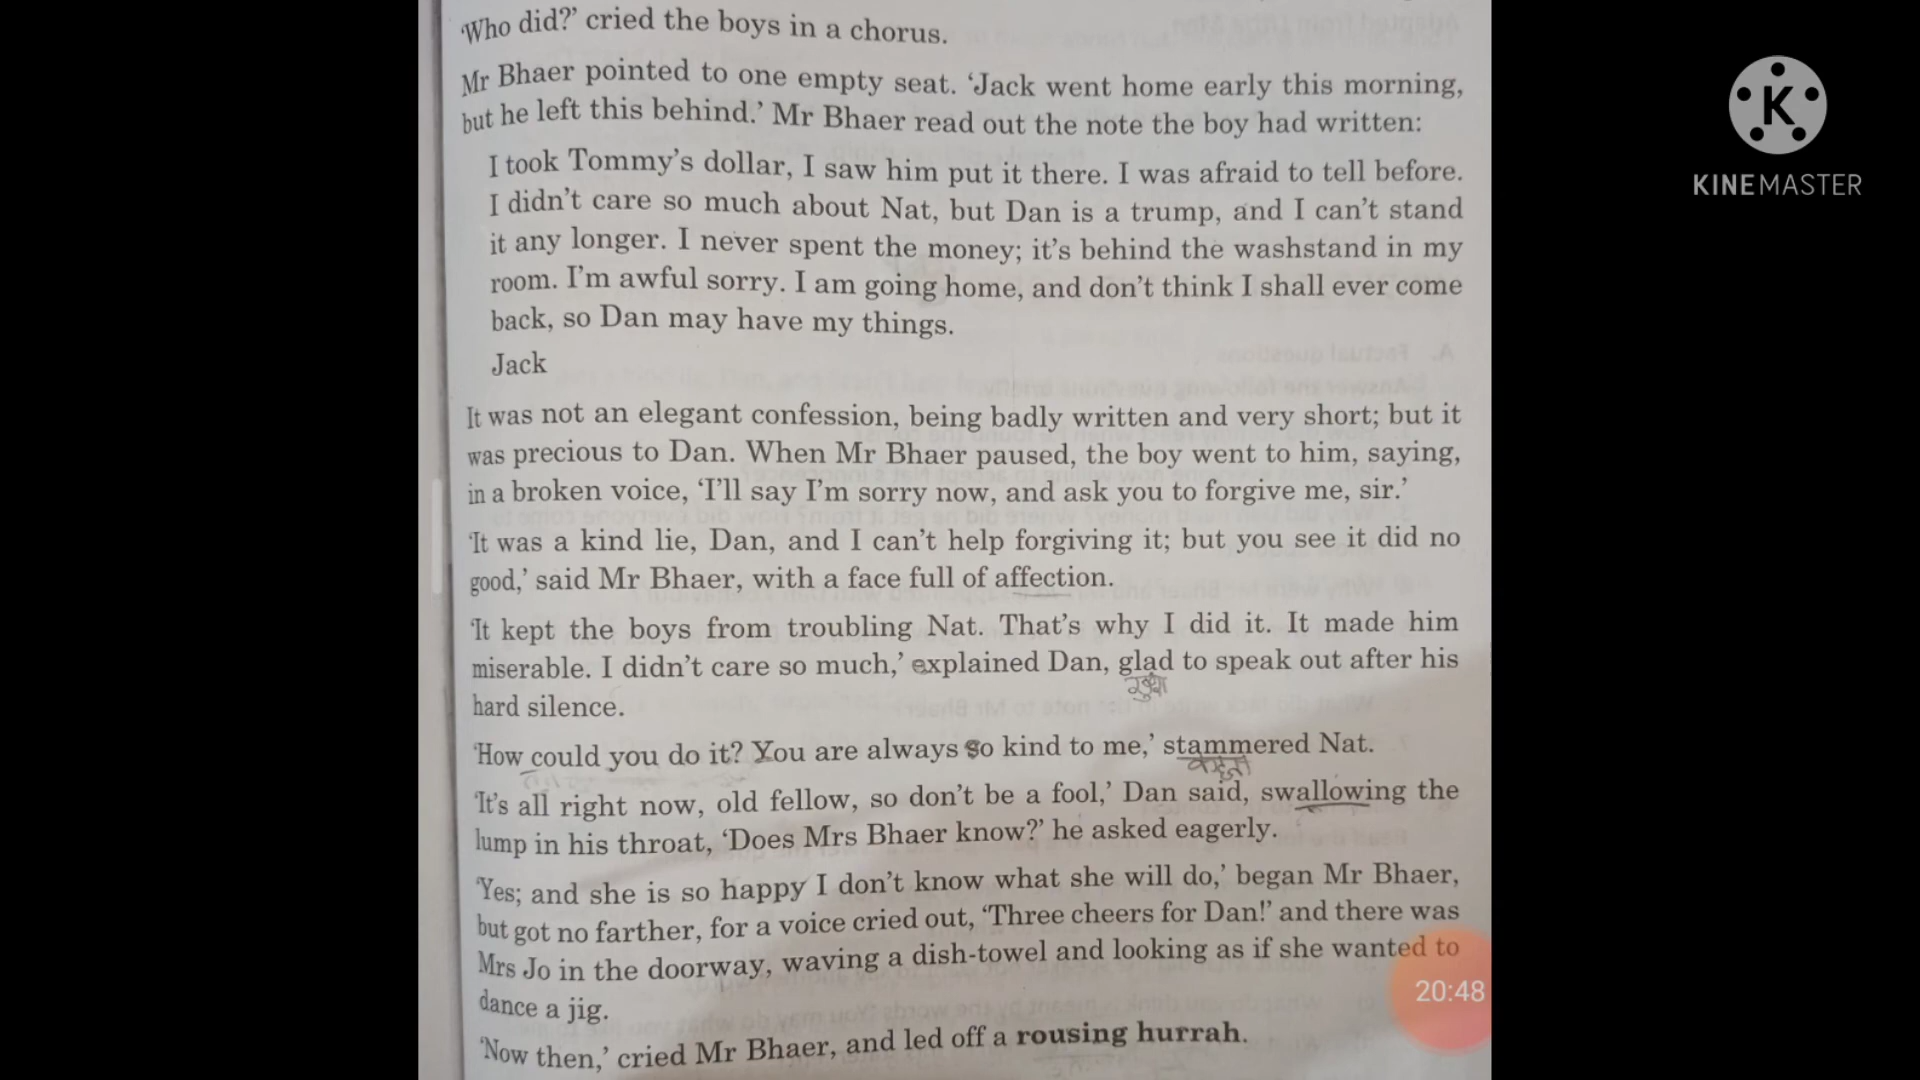 ‘Who did?’ cried the boys in a chorus.
Mr Bhaer pointed to one empty seat. ‘Jack went home early this morning,
but he left this behind.’ Mr Bhaer read out the note the boy had written:
I took Tommy’s dollar, I saw him put it there. I was afraid to tell before.
I didn’t care so much about Nat, but Dan is a trump, and I can’t stand
it any longer. I never spent the money; it’s behind the washstand in my
room. I’m awful sorry. I am going home, and don’t think I shall ever come
back, so Dan may have my things.
Jack
It was not an elegant confession, being badly written and very short; but it
was precious to Dan. When Mr Bhaer paused, the boy went to him, saying,
in a broken voice, ‘I’ll say I’m sorry now, and ask you to forgive me, sir.’
‘It was a kind lie, Dan, and I can’t help forgiving it; but you see it did no
good,’ said Mr Bhaer, with a face full of affection.
‘It kept the boys from troubling Nat. That’s why I did it. It made him
miserable. I didn’t care so much,’ explained Dan, glad to speak out after his
hard silence.
‘How could you do it? You are always so kind to me,’ stammered Nat.
‘It’s all right now, old fellow, so don’t be a fool,’ Dan said, swallowing the
lump in his throat, ‘Does Mrs Bhaer know?’ he asked eagerly.
‘Yes; and she is so happy I don’t know what she will do,’ began Mr Bhaer,
but got no farther, for a voice cried out, ‘Three cheers for Dan!’ and there was
Mrs Jo in the doorway, waving a dish-towel and looking as if she wanted to
dance a jig.
‘Now then,’ cried Mr Bhaer, and led off a rousing hurrah.
K
KINEMASTER
20:48